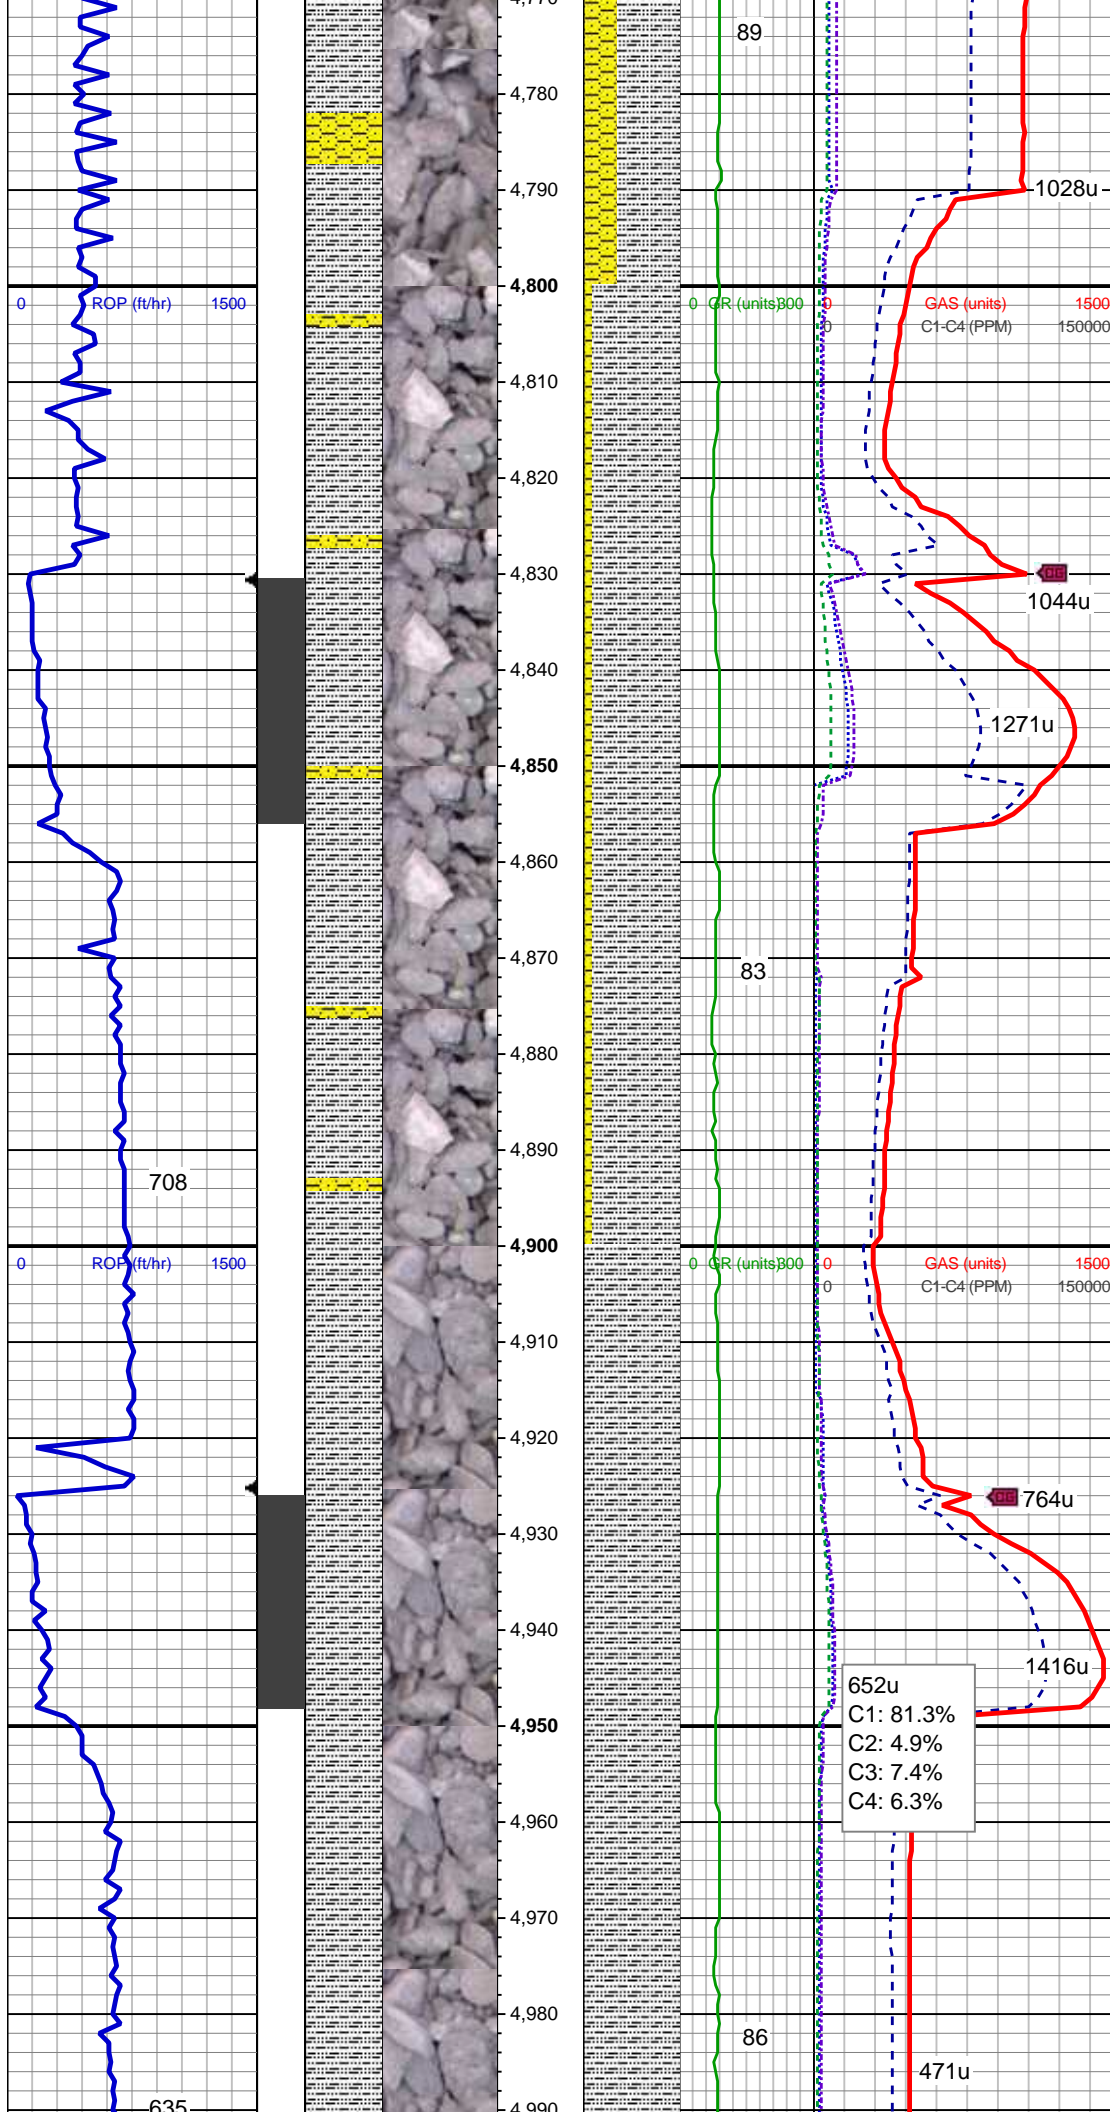 4,770
89
4,780
4,790
1028u
4,800
0 ROP (ft/hr) 1500
0 GR (units) 300
0 GAS (units) 1500
0 C1-C4 (PPM) 150000
4,810
4,820
4,830
CG
1044u
4,840
1271u
4,850
4,860
4,870
83
4,880
4,890
708
4,900
0 ROP (ft/hr) 1500
0 GR (units) 300
0 GAS (units) 1500
0 C1-C4 (PPM) 150000
4,910
4,920
CG
764u
4,930
4,940
1416u
652u
C1: 81.3%
C2: 4.9%
C3: 7.4%
C4: 6.3%
4,950
4,960
4,970
4,980
86
471u
635
4,990